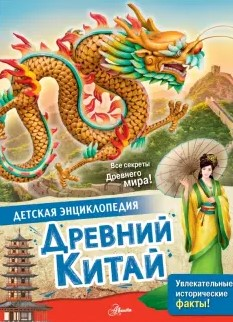 Все секреты
Древнего
мира!
ДЕТСКАЯ ЭНЦИКЛОПЕДИЯ
ДРЕВНИЙ
КИТАЙ
Увлекательные
исторические
факты!